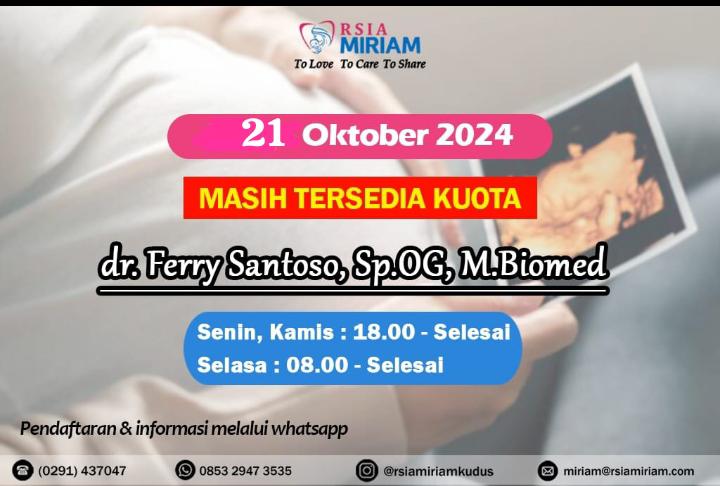 RSIA
MIRIAM
To Love To Care To Share
21 Oktober 2024
MASIH TERSEDIA KUOTA
dr. Ferry Santoso, Sp.OG, M.Biomed
Senin, Kamis : 18.00 - Selesai
Selasa : 08.00 - Selesai
Pendaftaran & informasi melalui whatsapp
(0291) 437047
0853 2947 3535
@rsiamiriamkudus
miriam@rsiamiriam.com